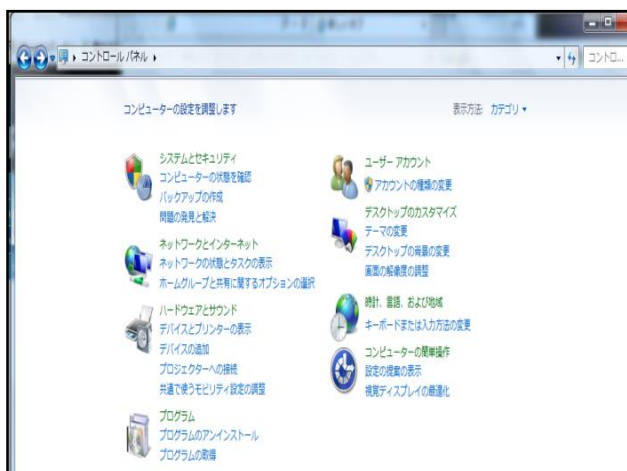 コントロール パネル
コントロ...
コンピューターの設定を調整します
表示方法: カテゴリ
システムとセキュリティ
コンピューターの状態を確認
バックアップの作成
問題の発見と解決
ネットワークとインターネット
ネットワークの状態とタスクの表示
ホームグループと共有に関するオプションの選択
ハードウェアとサウンド
デバイスとプリンターの表示
デバイスの追加
プロジェクターへの接続
共通で使うモビリティ設定の調整
プログラム
プログラムのアンインストール
プログラムの取得
ユーザー アカウント
アカウントの種類の変更
デスクトップのカスタマイズ
テーマの変更
デスクトップの背景の変更
画面の解像度の調整
時計、言語、および地域
キーボードまたは入力方法の変更
コンピューターの簡単操作
設定の提案の表示
視覚ディスプレイの最適化